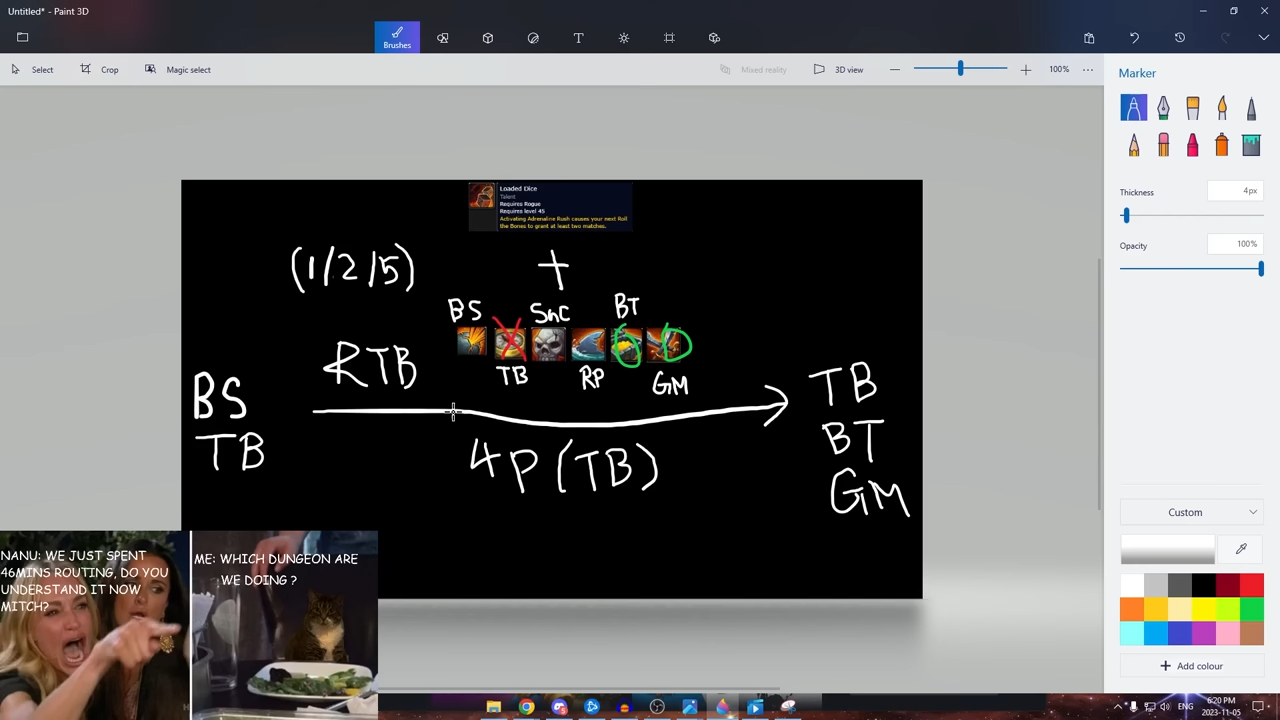 Untitled* - Paint 3D
Brushes
Select
Crop
Magic select
Mixed reality
3D view
100%
Marker
Thickness
4px
Opacity
100%
Custom
Add colour
Loaded Dice
Talent
Requires Rogue
Requires level 45
Activating Adrenaline Rush causes your next Roll
the Bones to grant at least two matches.
(1/2/5)
+
BS SnC BT
TB RP GM
RTB
BS
TB
4P (TB)
TB
BT
GM
NANU: WE JUST SPENT
46MINS ROUTING, DO YOU
UNDERSTAND IT NOW
MITCH?
ME: WHICH DUNGEON ARE
WE DOING ?
ENG
6:20 PM
2023-11-05